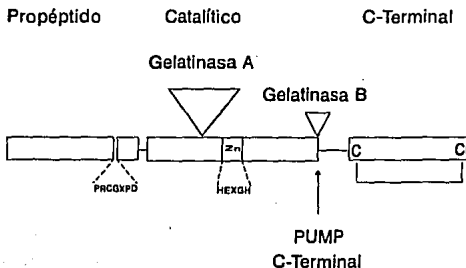 Propéptido Catalítico C-Terminal
Gelatinasa A
Gelatinasa B
Zn
C C
PRCGXPD HEXGH
PUMP
C-Terminal